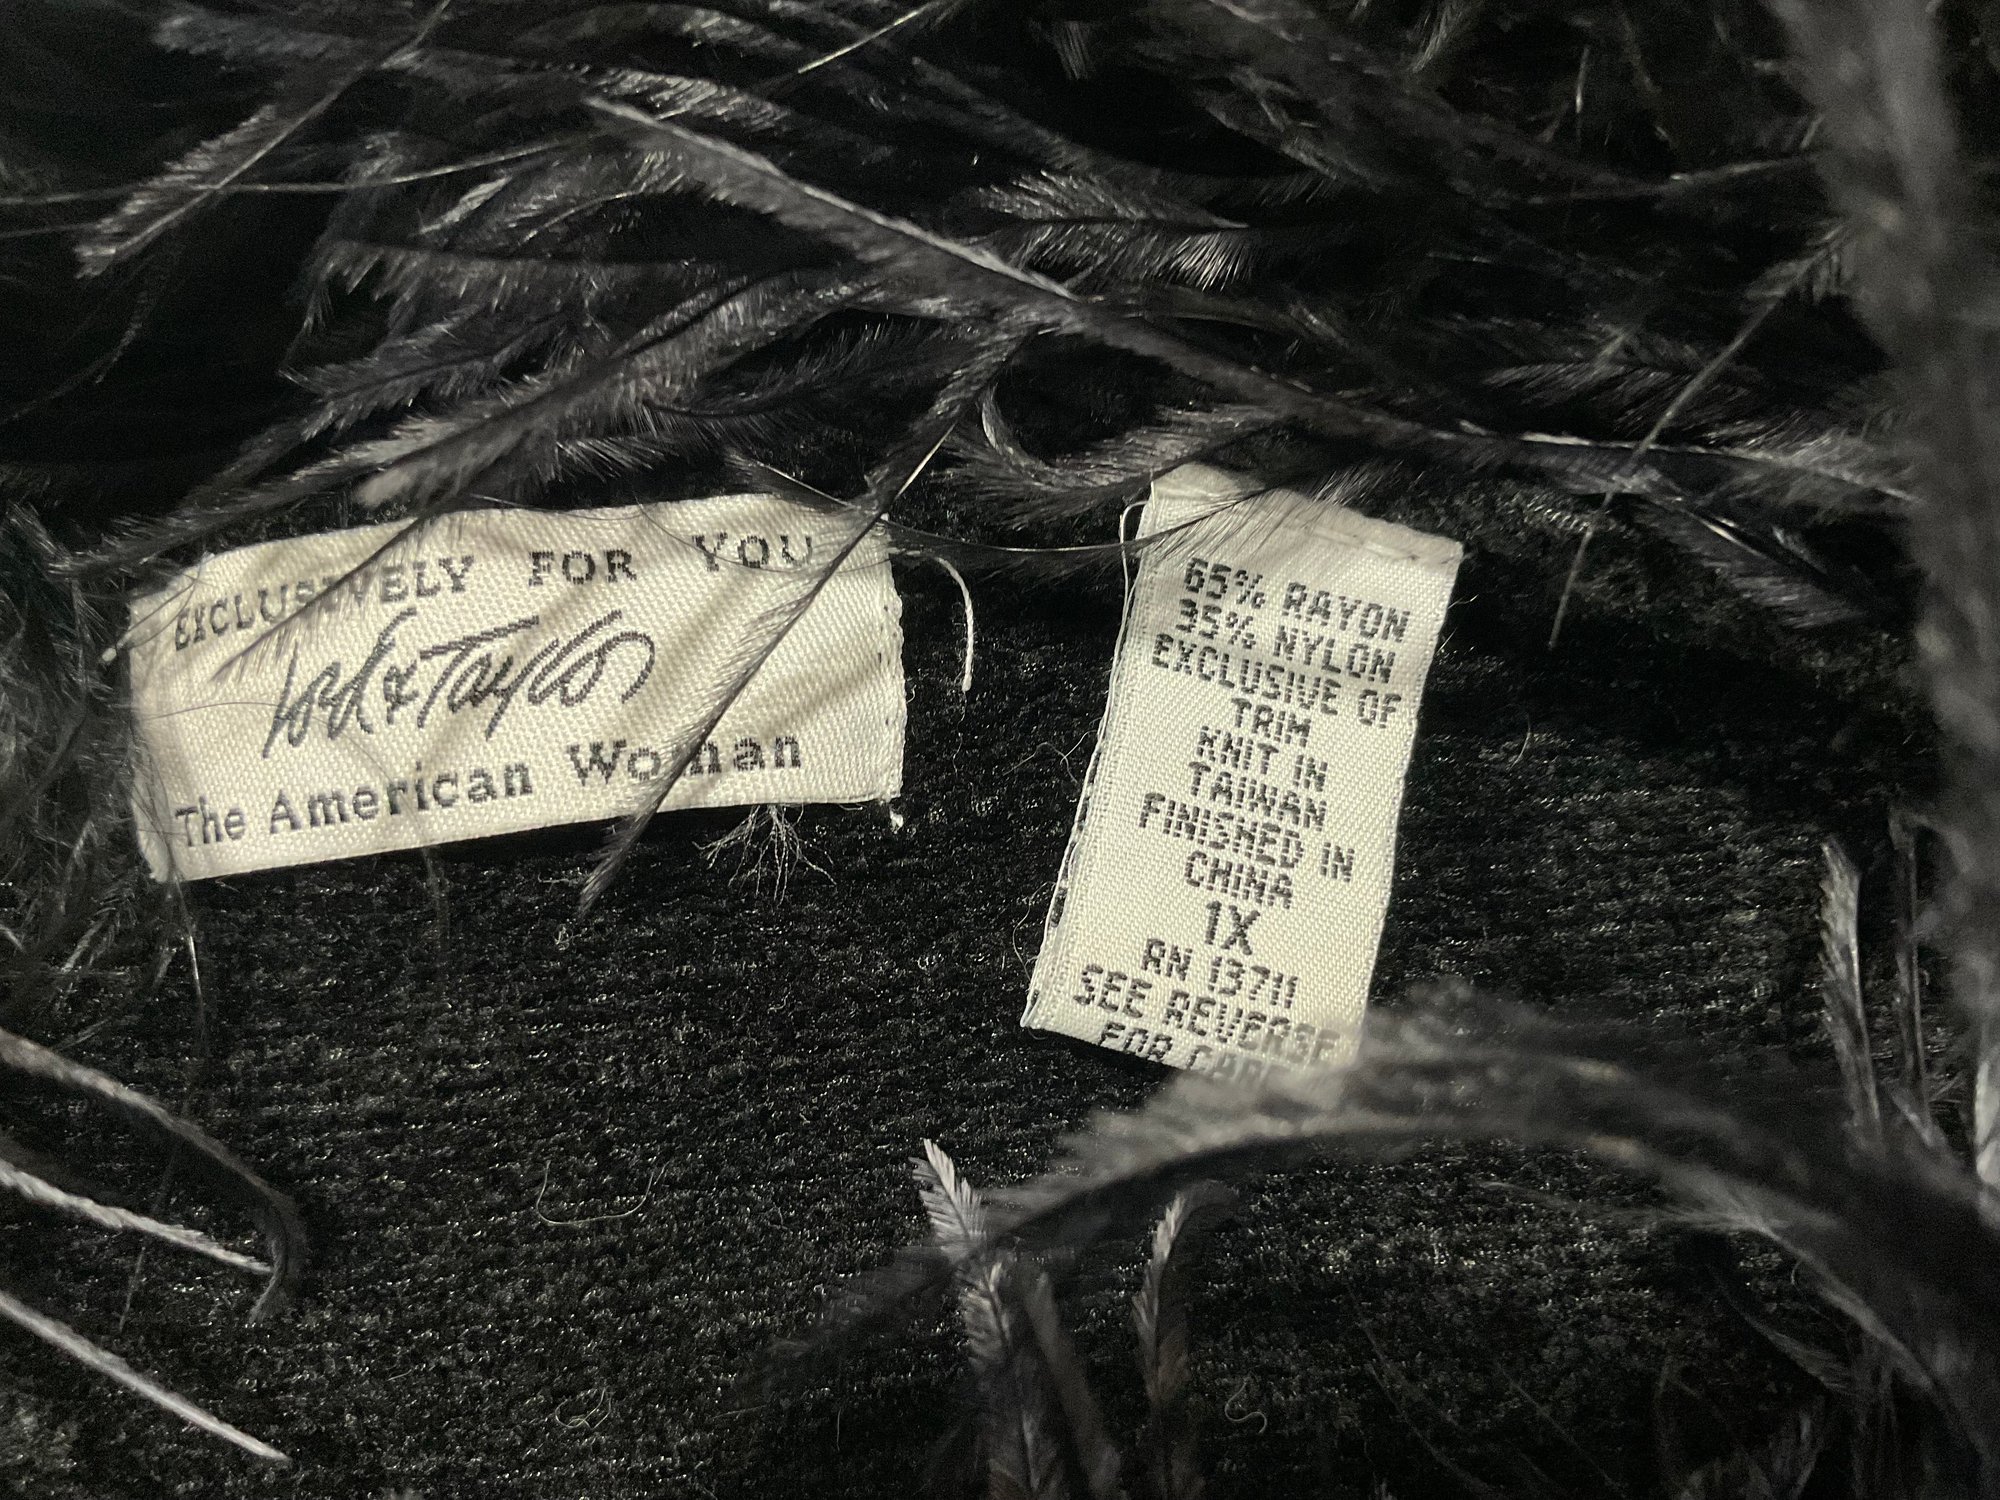 EXCLUSIVELY FOR YOU
Lord & Taylor
The American Woman
65% RAYON
35% NYLON
EXCLUSIVE OF
TRIM
KNIT IN
TAIWAN
FINISHED IN
CHINA
1X
RN 13711
SEE REVERSE
FOR